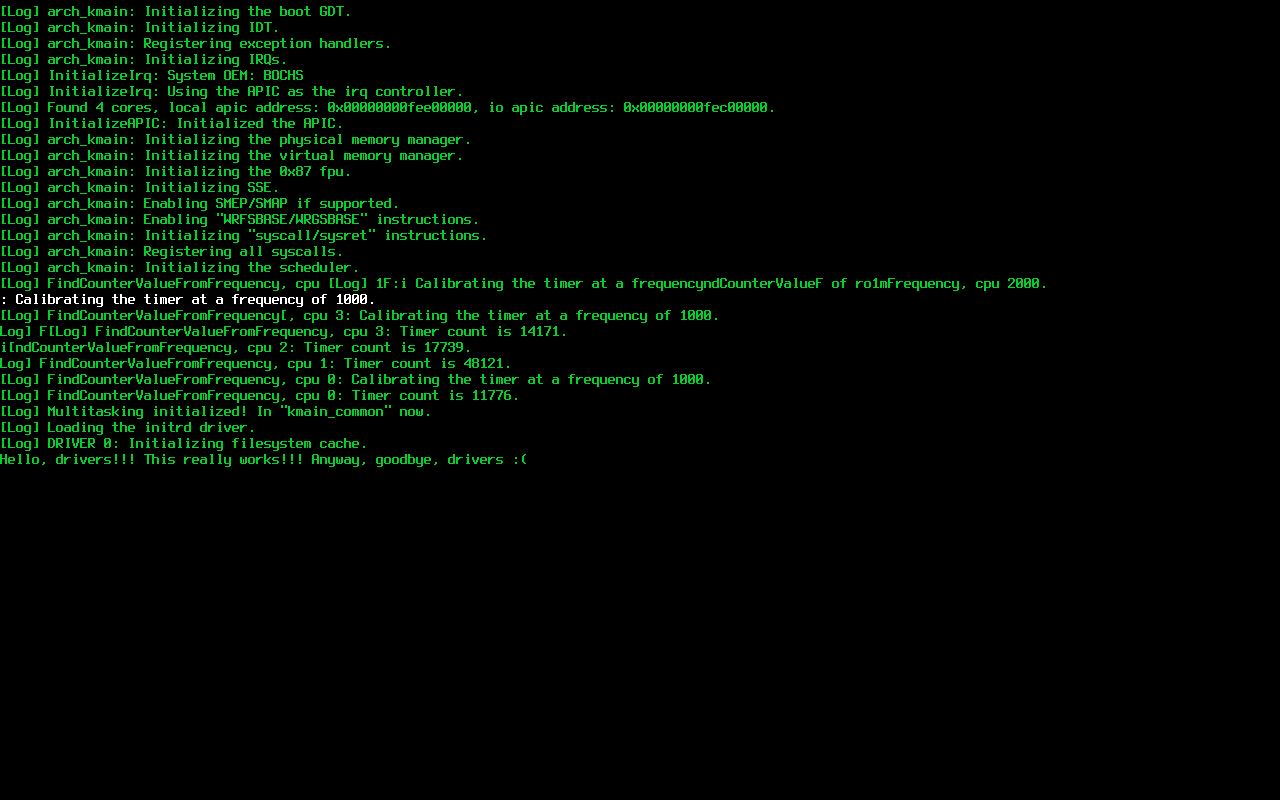 [Log] arch_kmain: Initializing the boot GDT.
[Log] arch_kmain: Initializing IDT.
[Log] arch_kmain: Registering exception handlers.
[Log] arch_kmain: Initializing IRQs.
[Log] InitializeIrq: System OEM: BOCHS
[Log] InitializeIrq: Using the APIC as the irq controller.
[Log] Found 4 cores, local apic address: 0x00000000fee00000, io apic address: 0x00000000fec00000.
[Log] InitializeAPIC: Initialized the APIC.
[Log] arch_kmain: Initializing the physical memory manager.
[Log] arch_kmain: Initializing the virtual memory manager.
[Log] arch_kmain: Initializing the 0x87 fpu.
[Log] arch_kmain: Initializing SSE.
[Log] arch_kmain: Enabling SMEP/SMAP if supported.
[Log] arch_kmain: Enabling "WRFSBASE/WRGSBASE" instructions.
[Log] arch_kmain: Initializing "syscall/sysret" instructions.
[Log] arch_kmain: Registering all syscalls.
[Log] arch_kmain: Initializing the scheduler.
[Log] FindCounterValueFromFrequency, cpu [Log] 1F:i Calibrating the timer at a frequencyndCounterValueF of ro1mFrequency, cpu 2000.
: Calibrating the timer at a frequency of 1000.
[Log] FindCounterValueFromFrequency[, cpu 3: Calibrating the timer at a frequency of 1000.
Log] F[Log] FindCounterValueFromFrequency, cpu 3: Timer count is 14171.
i[ndCounterValueFromFrequency, cpu 2: Timer count is 17739.
Log] FindCounterValueFromFrequency, cpu 1: Timer count is 48121.
[Log] FindCounterValueFromFrequency, cpu 0: Calibrating the timer at a frequency of 1000.
[Log] FindCounterValueFromFrequency, cpu 0: Timer count is 11776.
[Log] Multitasking initialized! In "kmain_common" now.
[Log] Loading the initrd driver.
[Log] DRIVER 0: Initializing filesystem cache.
Hello, drivers!!! This really works!!! Anyway, goodbye, drivers :(